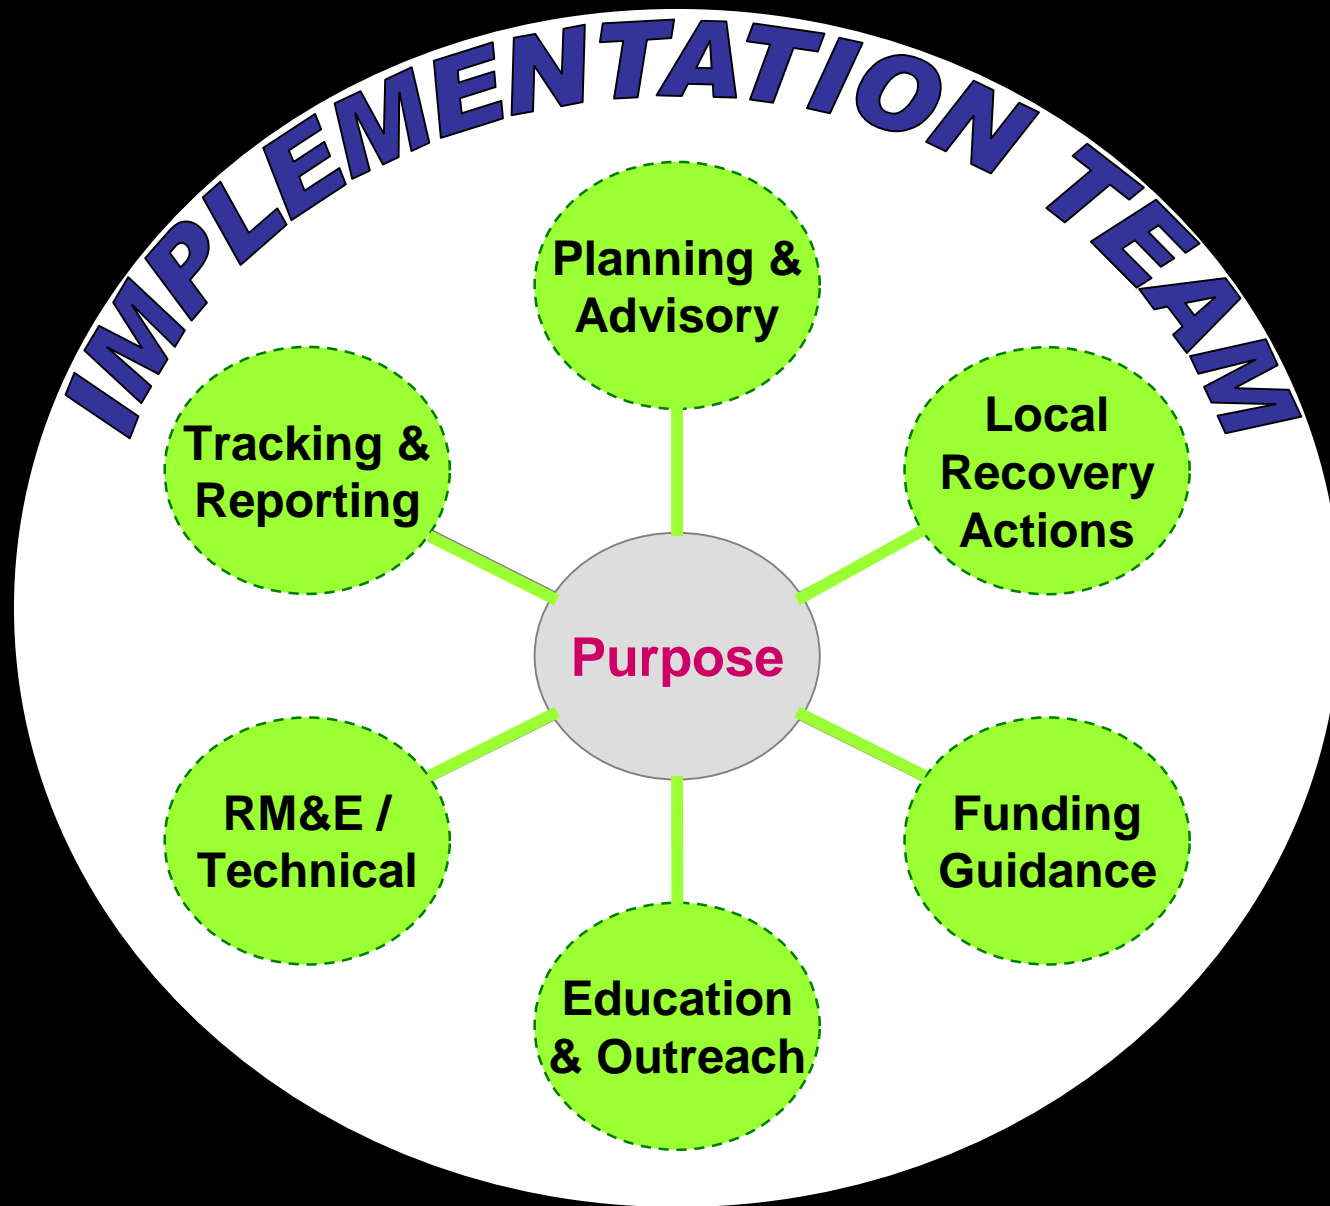 IMPLEMENTATION TEAM
Planning &
Advisory
Local
Recovery
Actions
Tracking &
Reporting
Purpose
RM&E /
Technical
Funding
Guidance
Education
& Outreach